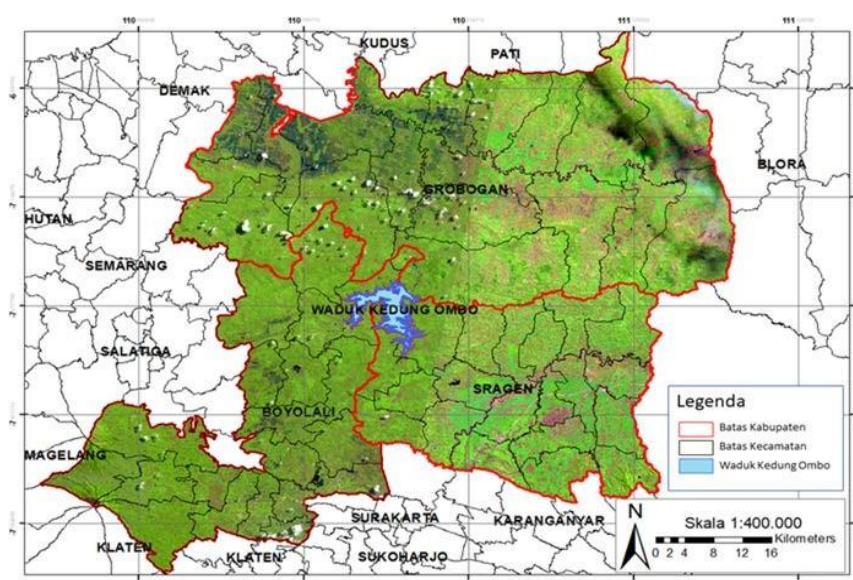 110
110
110
111
111
KUDUS
PATI
DEMAK
BLORA
GROBOGAN
HUTAN
SEMARANG
WADUK KEDUNG OMBO
SALATIGA
SRAGEN
BOYOLALI
MAGELANG
SURAKARTA
KARANGANYAR
KLATEN
KLATEN
SUKOHARJO
Legenda
Batas Kabupaten
Batas Kecamatan
Waduk Kedung Ombo
N
Skala 1:400.000
0 2 4 8 12 16 Kilometers